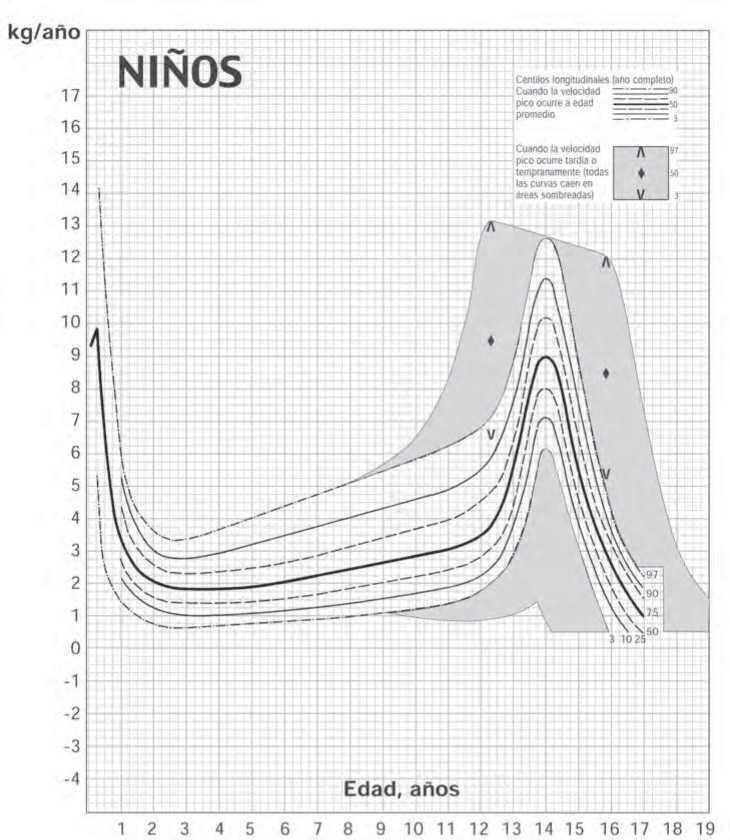 kg/año
NIÑOS
Centilos longitudinales (año completo)
Cuando la velocidad
pico ocurre a edad
promedio
90
50
3
Cuando la velocidad
pico ocurre tardía o
tempranamente (todas
las curvas caen en
áreas sombreadas)
97
50
3
17
16
15
14
13
12
11
10
9
8
7
6
5
4
3
2
1
0
-1
-2
-3
-4
97
90
75
50
3 10 25
Edad, años
1 2 3 4 5 6 7 8 9 10 11 12 13 14 15 16 17 18 19